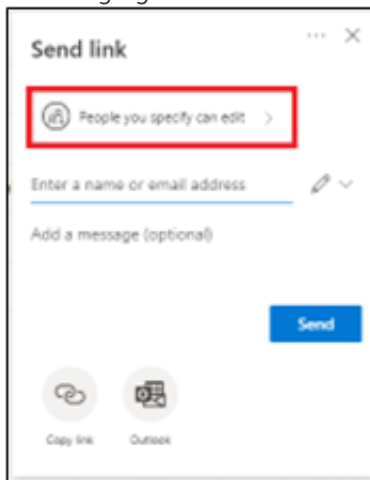 Send link
People you specify can edit
Enter a name or email address
Add a message (optional)
Send
Copy link Outlook